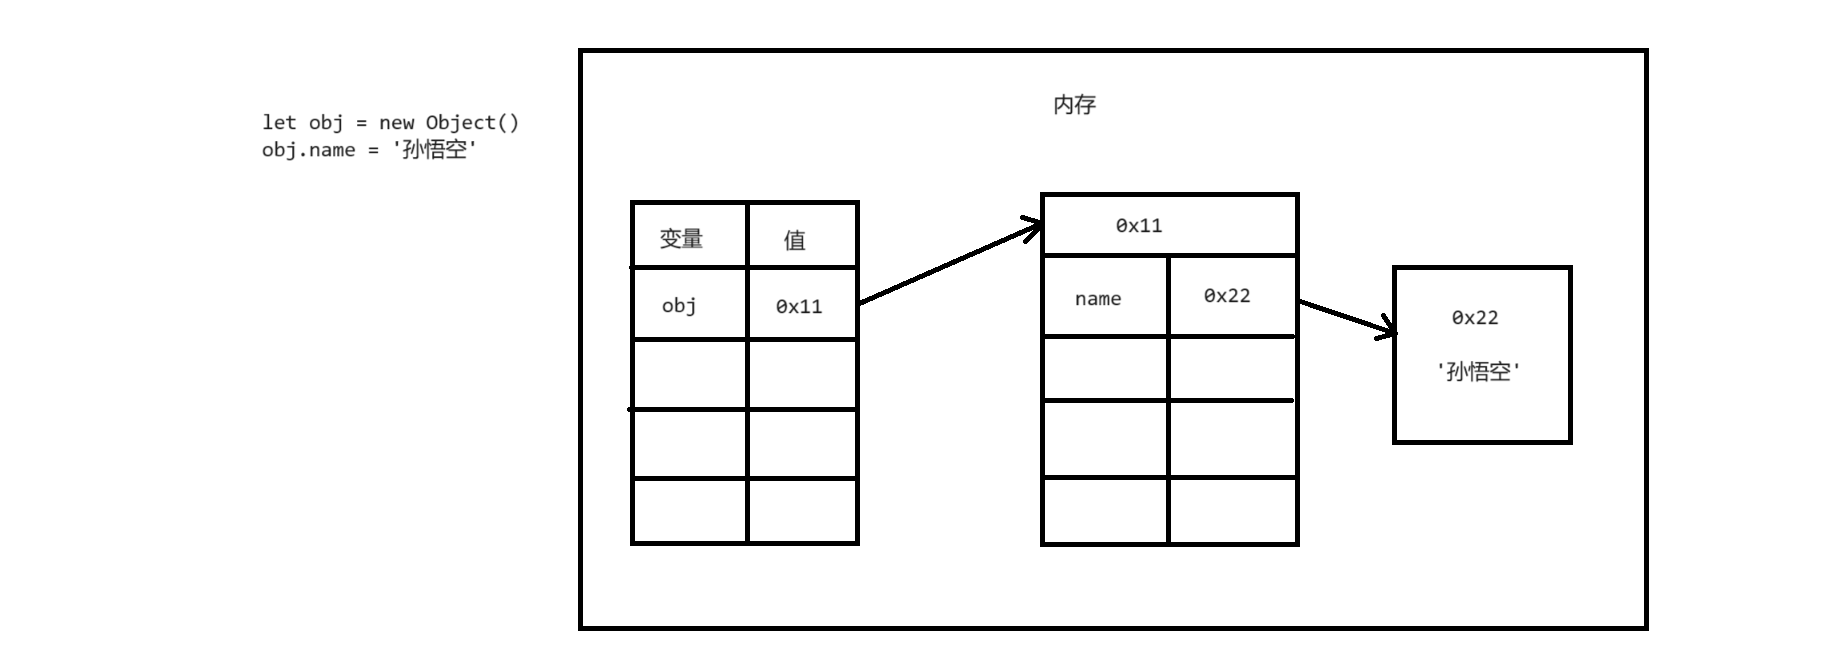 let obj = new Object()
obj.name = '孙悟空'
内存
变量 值
obj 0x11
0x11
name 0x22
0x22
'孙悟空'